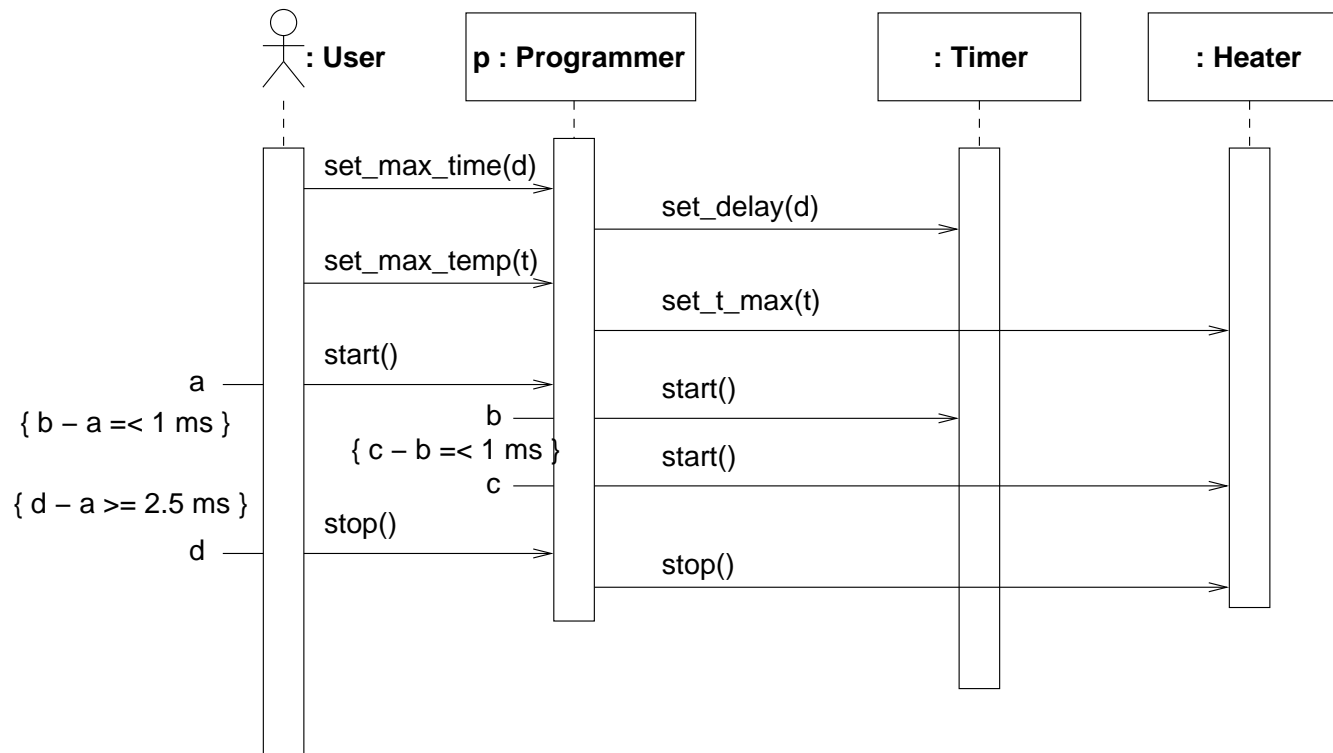 : User
p : Programmer
: Timer
: Heater
set_max_time(d)
set_delay(d)
set_max_temp(t)
set_t_max(t)
start()
a
start()
b
{ b − a =< 1 ms }
{ c − b =< 1 ms }
start()
c
{ d − a >= 2.5 ms }
stop()
d
stop()